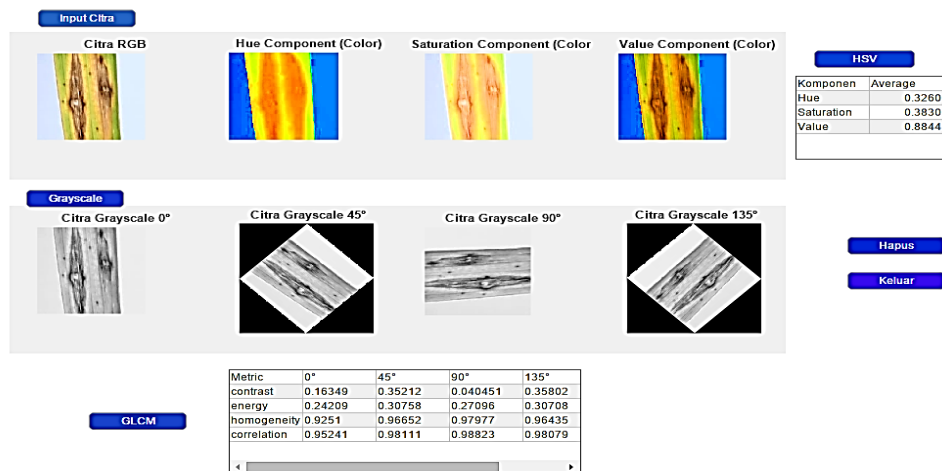 Input Citra
Citra RGB Hue Component (Color) Saturation Component (Color Value Component (Color)
HSV
Komponen Average
Hue 0.3260
Saturation 0.3830
Value 0.8844
Grayscale
Citra Grayscale 0° Citra Grayscale 45° Citra Grayscale 90° Citra Grayscale 135°
Hapus
Keluar
Metric 0° 45° 90° 135°
contrast 0.16349 0.35212 0.040451 0.35802
energy 0.24209 0.30758 0.27096 0.30708
homogeneity 0.9251 0.96652 0.97977 0.96435
correlation 0.95241 0.98111 0.98823 0.98079
GLCM